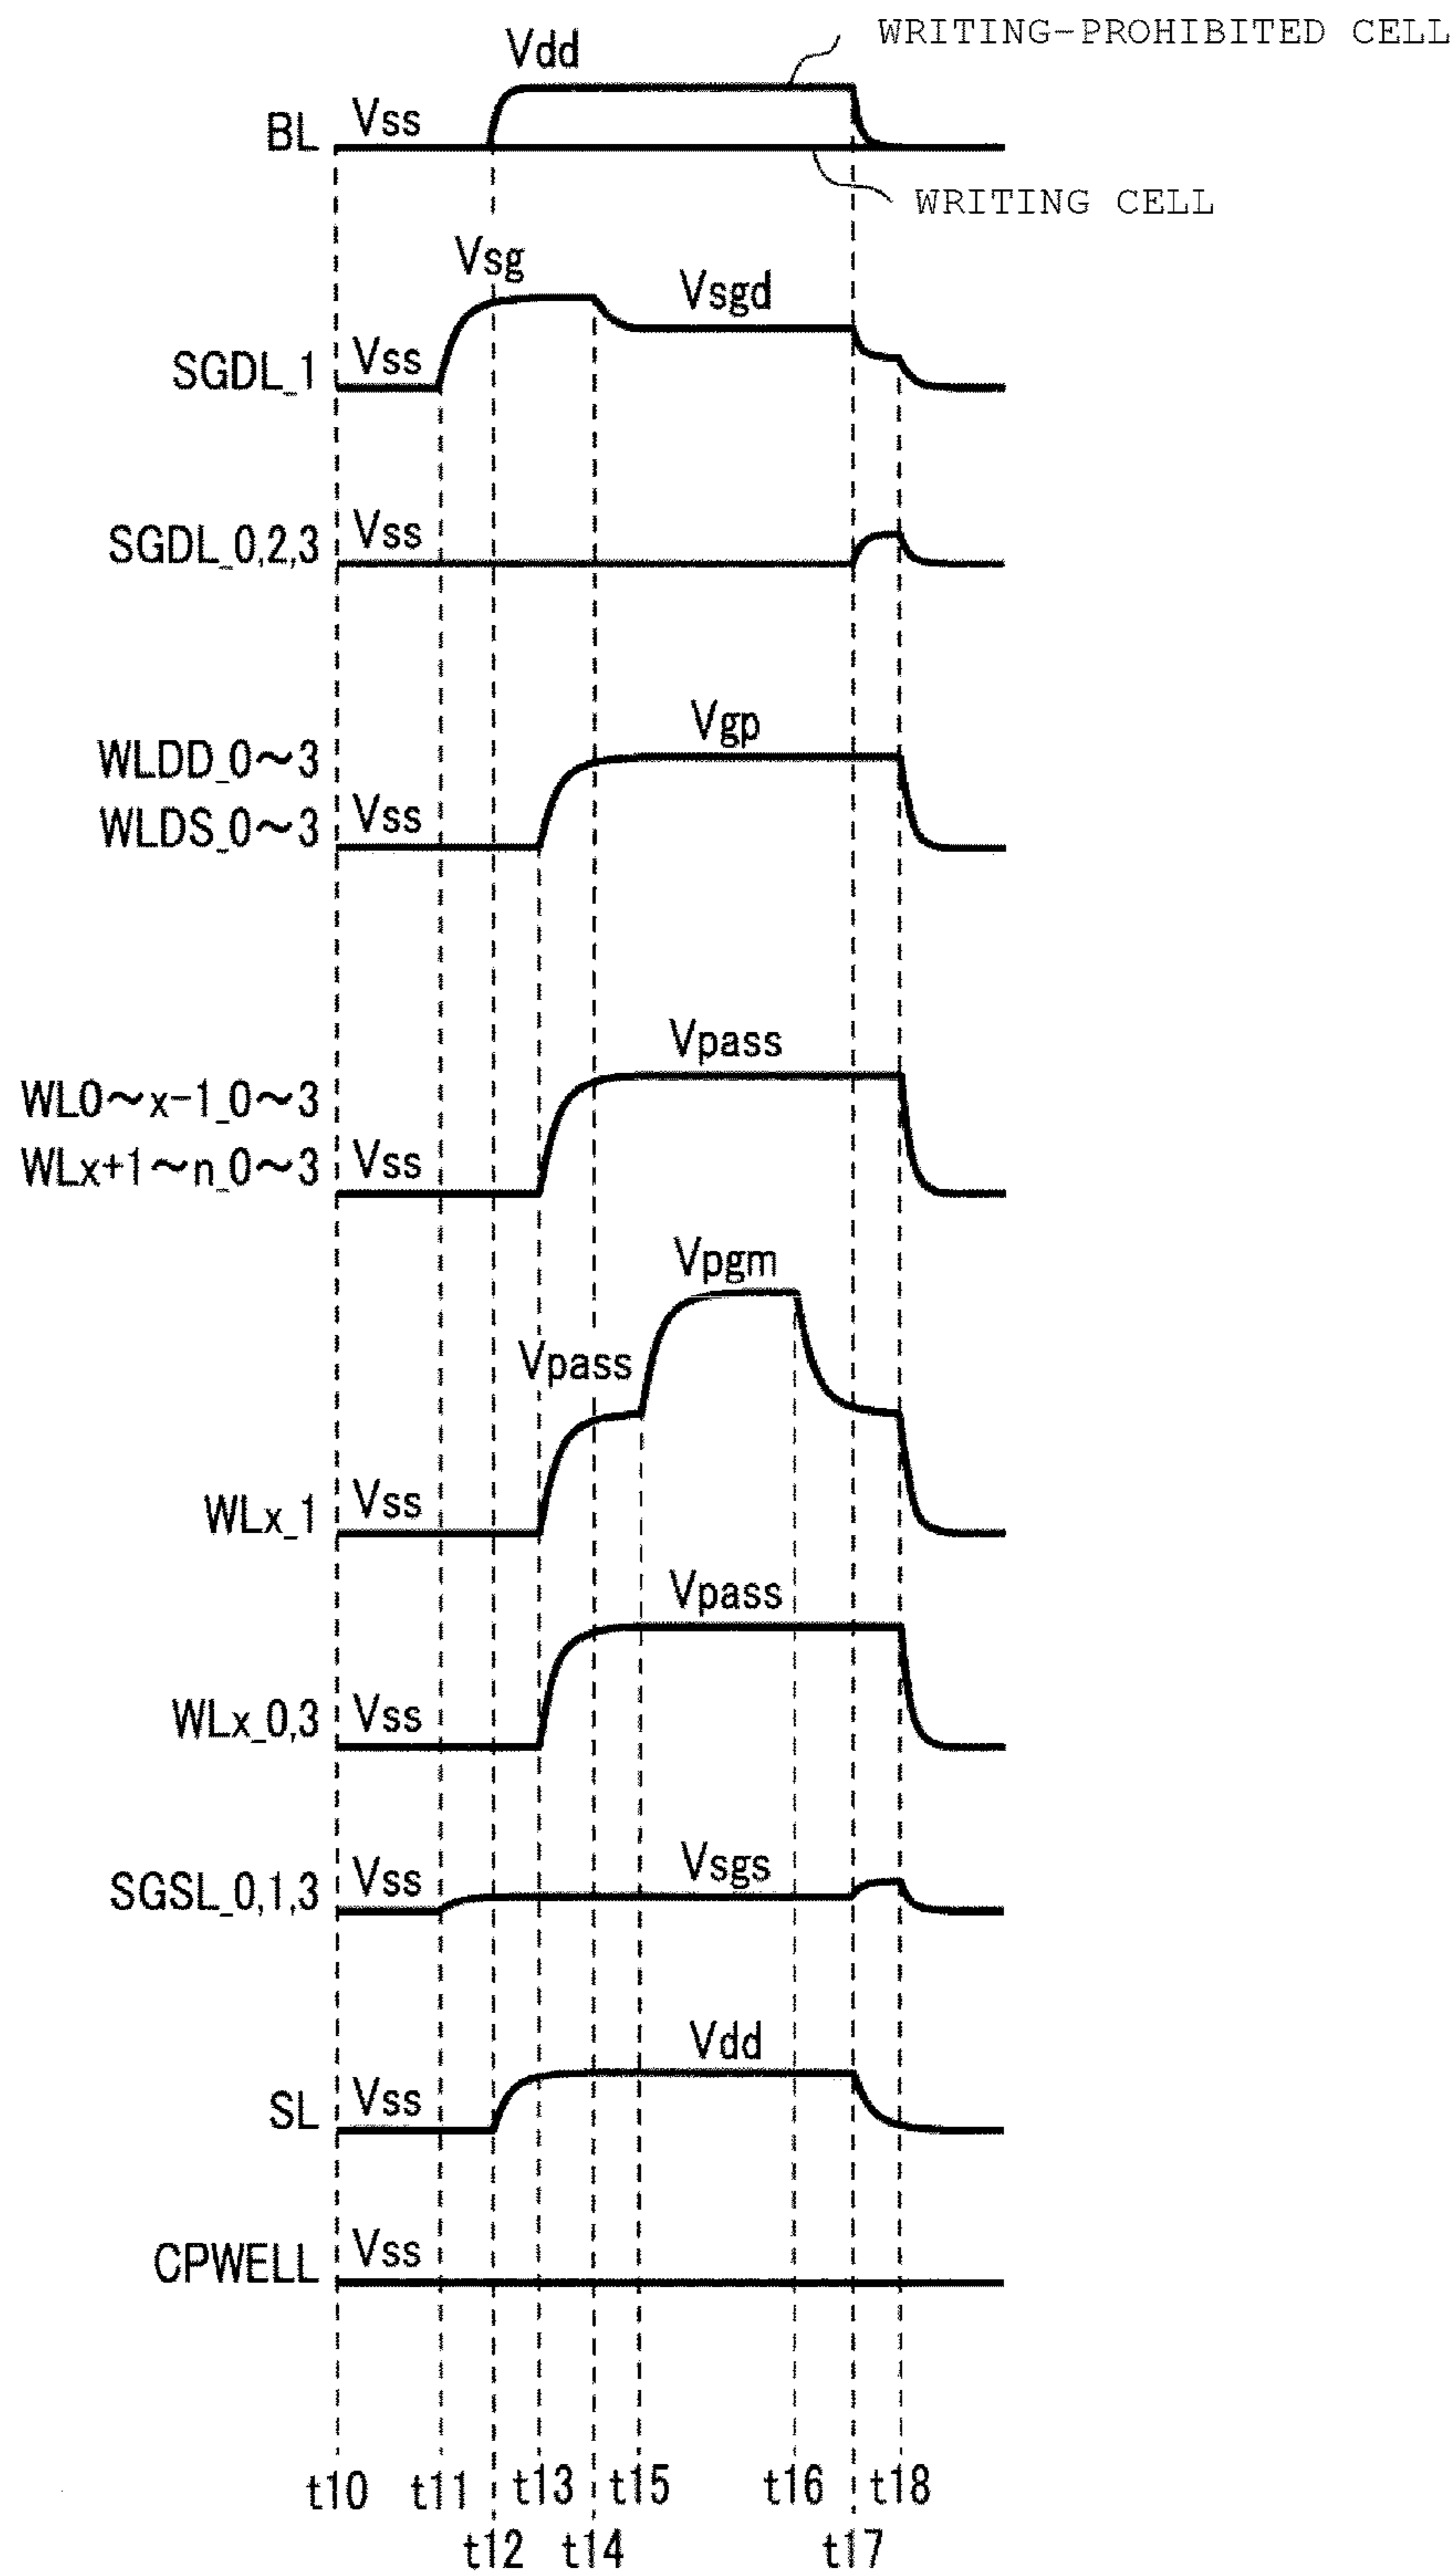 WRITING-PROHIBITED CELL
Vdd
BL Vss
WRITING CELL
Vsg
Vsgd
SGDL_1 Vss
SGDL_0,2,3 Vss
Vgp
WLDD_0～3
WLDS_0～3 Vss
Vpass
WL0～x-1_0～3
WLx+1～n_0～3 Vss
Vpgm
Vpass
WLx_1 Vss
Vpass
WLx_0,3 Vss
SGSL_0,1,3 Vss Vsgs
Vdd
SL Vss
CPWELL Vss
t10 t11 t13 t15 t16 t18
t12 t14 t17